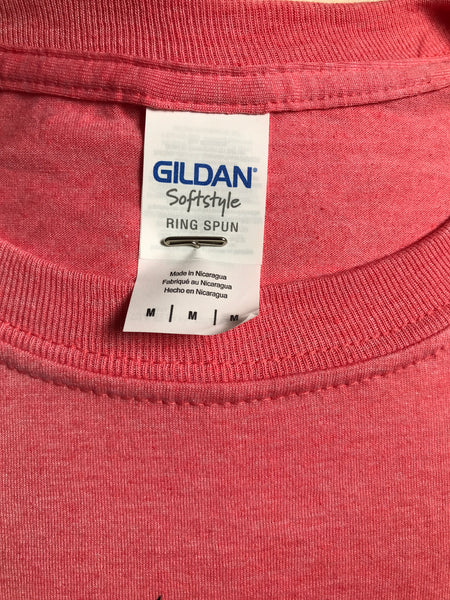 GILDAN®
Softstyle
RING SPUN
Made in Nicaragua
Fabriqué au Nicaragua
Hecho en Nicaragua
M | M | M